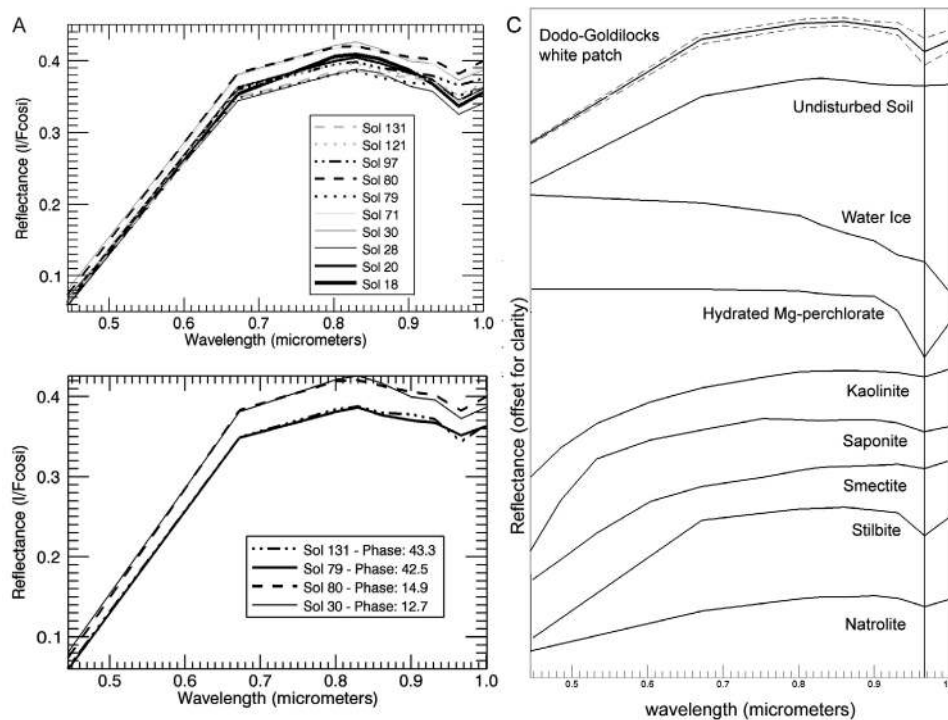 A
0.4
0.3
0.2
0.1
Reflectance (I/Fcosi)
Sol 131
Sol 121
Sol 97
Sol 80
Sol 79
Sol 71
Sol 30
Sol 28
Sol 20
Sol 18
0.5 0.6 0.7 0.8 0.9 1.0
Wavelength (micrometers)
0.4
0.3
0.2
0.1
Reflectance (I/Fcosi)
Sol 131 - Phase: 43.3
Sol 79 - Phase: 42.5
Sol 80 - Phase: 14.9
Sol 30 - Phase: 12.7
0.5 0.6 0.7 0.8 0.9 1.0
Wavelength (micrometers)
C
Dodo-Goldilocks
white patch
Undisturbed Soil
Water Ice
Hydrated Mg-perchlorate
Kaolinite
Saponite
Smectite
Stilbite
Natrolite
Reflectance (offset for clarity)
0.5 0.6 0.7 0.8 0.9
wavelength (micrometers)